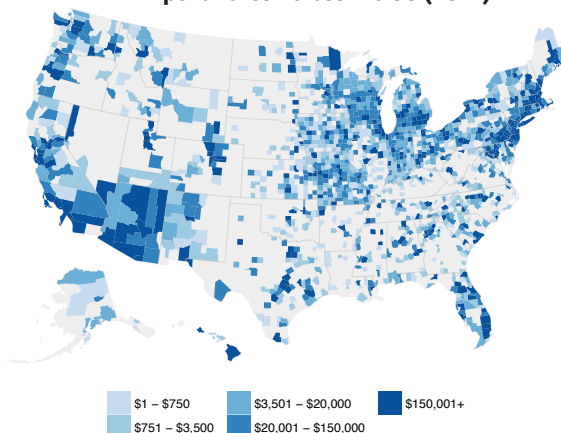 $1 – $750
$3,501 – $20,000
$150,001+
$751 – $3,500
$20,001 – $150,000